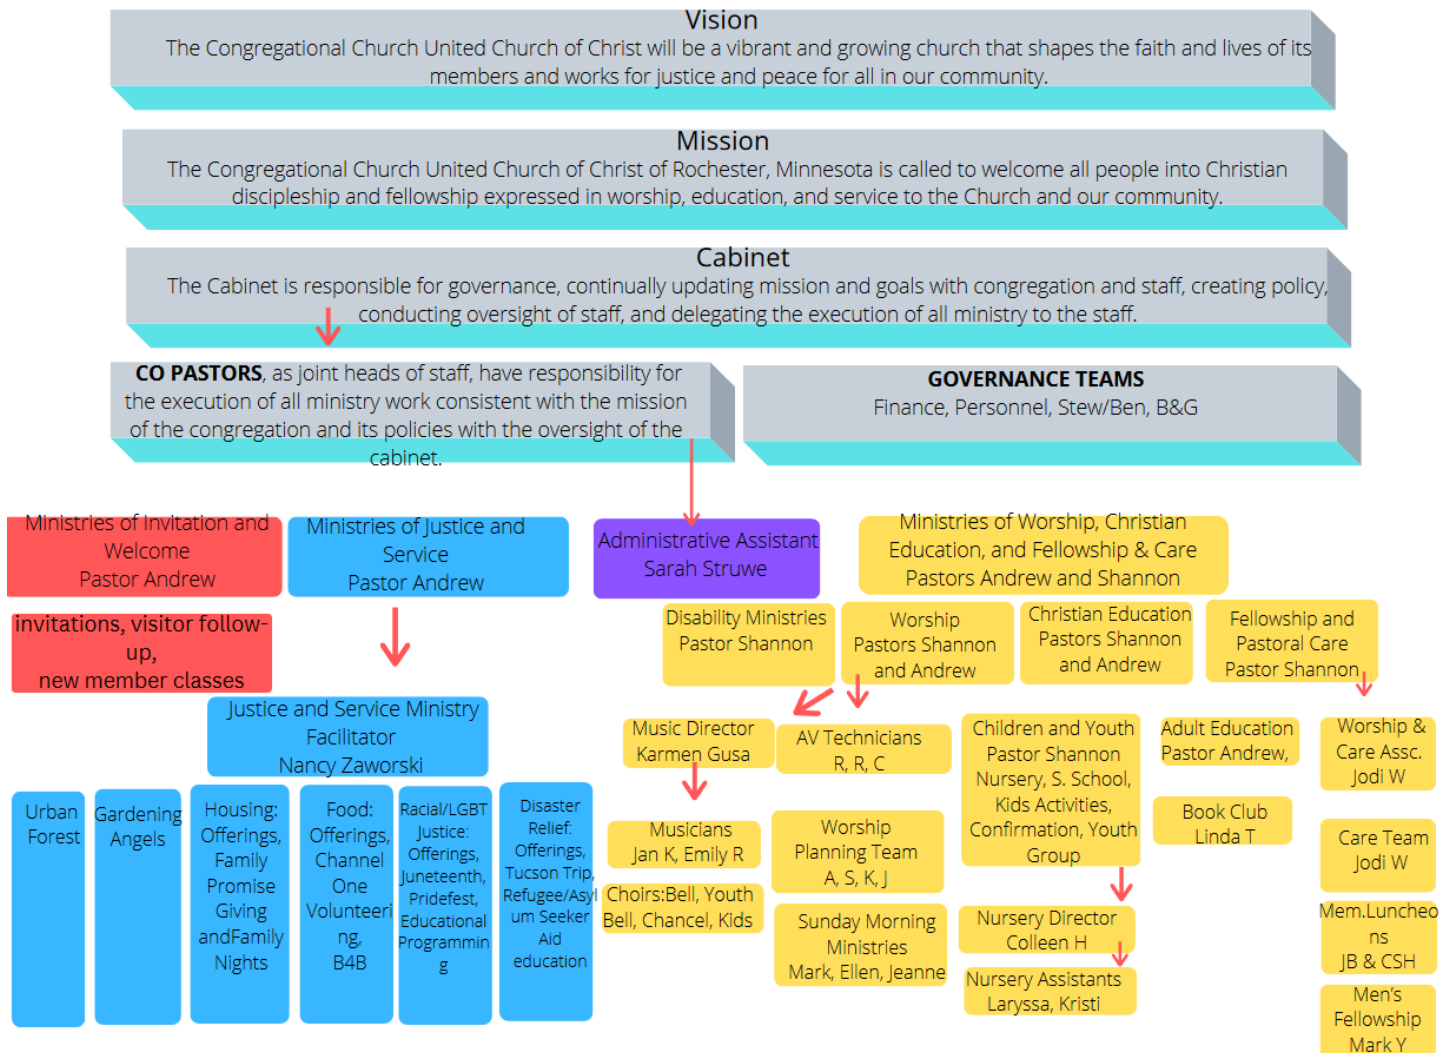 Vision
The Congregational Church United Church of Christ will be a vibrant and growing church that shapes the faith and lives of its
members and works for justice and peace for all in our community.
Mission
The Congregational Church United Church of Christ of Rochester, Minnesota is called to welcome all people into Christian
discipleship and fellowship expressed in worship, education, and service to the Church and our community.
Cabinet
The Cabinet is responsible for governance, continually updating mission and goals with congregation and staff, creating policy,
conducting oversight of staff, and delegating the execution of all ministry to the staff.
CO PASTORS, as joint heads of staff, have responsibility for
the execution of all ministry work consistent with the mission
of the congregation and its policies with the oversight of the
cabinet.
GOVERNANCE TEAMS
Finance, Personnel, Stew/Ben, B&G
Ministries of Invitation and
Welcome
Pastor Andrew
invitations, visitor follow-
up,
new member classes
Ministries of Justice and
Service
Pastor Andrew
Administrative Assistant
Sarah Struwe
Ministries of Worship, Christian
Education, and Fellowship & Care
Pastors Andrew and Shannon
Disability Ministries
Pastor Shannon
Worship
Pastors Shannon
and Andrew
Christian Education
Pastors Shannon
and Andrew
Fellowship and
Pastoral Care
Pastor Shannon
Justice and Service Ministry
Facilitator
Nancy Zaworski
Urban
Forest
Gardening
Angels
Housing:
Offerings,
Family
Promise
Giving
andFamily
Nights
Food:
Offerings,
Channel
One
Volunteeri
ng,
B4B
Racial/LGBT
Justice:
Offerings,
Juneteenth,
Pridefest,
Educational
Programmin
g
Disaster
Relief:
Offerings,
Tucson Trip,
Refugee/Asyl
um Seeker
Aid
education
Music Director
Karmen Gusa
Musicians
Jan K, Emily R
Choirs:Bell, Youth
Bell, Chancel, Kids
AV Technicians
R, R, C
Worship
Planning Team
A, S, K, J
Sunday Morning
Ministries
Mark, Ellen, Jeanne
Children and Youth
Pastor Shannon
Nursery, S. School,
Kids Activities,
Confirmation, Youth
Group
Nursery Director
Colleen H
Nursery Assistants
Laryssa, Kristi
Adult Education
Pastor Andrew,
Book Club
Linda T
Worship &
Care Assc.
Jodi W
Care Team
Jodi W
Mem.Luncheo
ns
JB & CSH
Men's
Fellowship
Mark Y